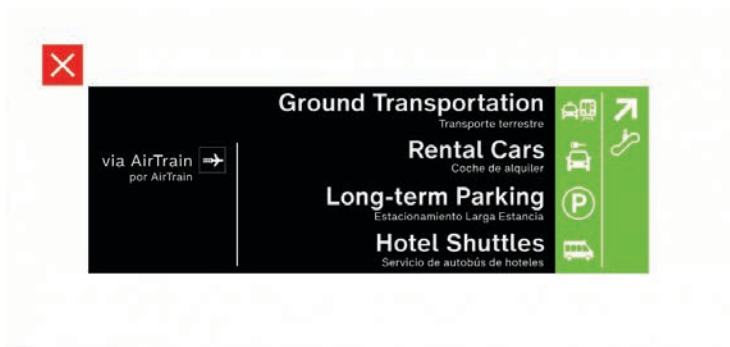 Ground Transportation
Transporte terrestre
via AirTrain
por AirTrain
Rental Cars
Coche de alquiler
Long-term Parking
Estacionamiento Larga Estancia
P
Hotel Shuttles
Servicio de autobús de hoteles